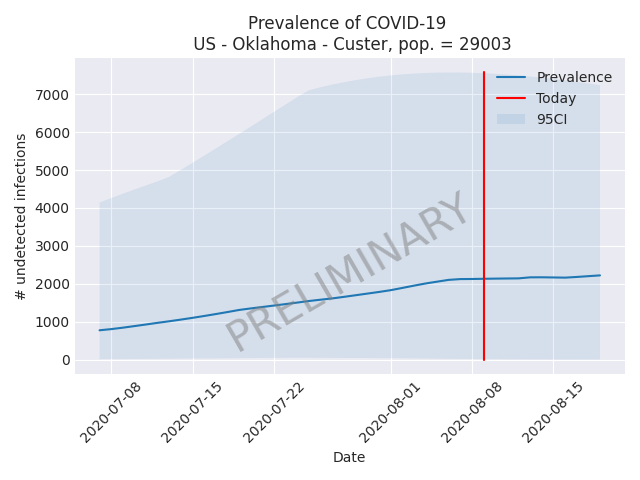 Prevalence of COVID-19
US - Oklahoma - Custer, pop. = 29003
# undetected infections
7000
6000
5000
4000
3000
2000
1000
0
Prevalence
Today
95CI
PRELIMINARY
2020-07-08
2020-07-15
2020-07-22
2020-08-01
2020-08-08
2020-08-15
Date